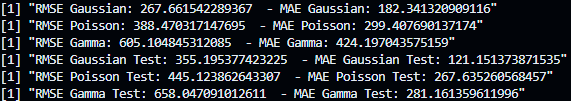 [1] "RMSE Gaussian: 267.661542289367  - MAE Gaussian: 182.341320909116"
[1] "RMSE Poisson: 388.470317147695  - MAE Poisson: 299.407690137174"
[1] "RMSE Gamma: 605.104845312085  - MAE Gamma: 424.197043575159"
[1] "RMSE Gaussian Test: 355.195377423225  - MAE Gaussian Test: 121.151373871535"
[1] "RMSE Poisson Test: 445.123862643307  - MAE Poisson Test: 267.635260568457"
[1] "RMSE Gamma Test: 658.047091012611  - MAE Gamma Test: 281.161359611996"